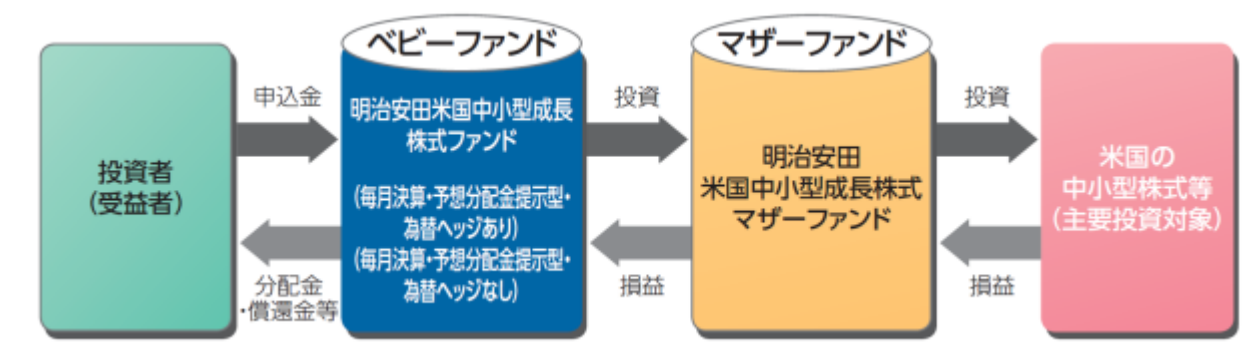 投資者
(受益者)
申込金
分配金
・償還金等
ベビーファンド
明治安田米国中小型成長
株式ファンド
(毎月決算・予想分配金提示型・
為替ヘッジあり)
(毎月決算・予想分配金提示型・
為替ヘッジなし)
投資
損益
マザーファンド
明治安田
米国中小型成長株式
マザーファンド
投資
損益
米国の
中小型株式等
(主要投資対象)